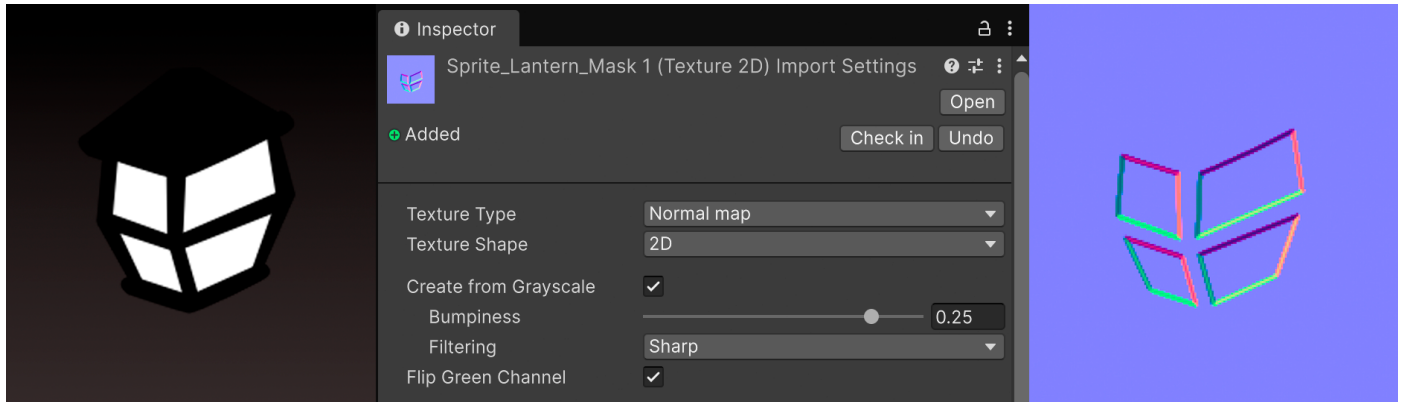 Inspector
Sprite_Lantern_Mask 1 (Texture 2D) Import Settings
Open
Added
Check in
Undo
Texture Type
Normal map
Texture Shape
2D
Create from Grayscale
Bumpiness
0.25
Filtering
Sharp
Flip Green Channel